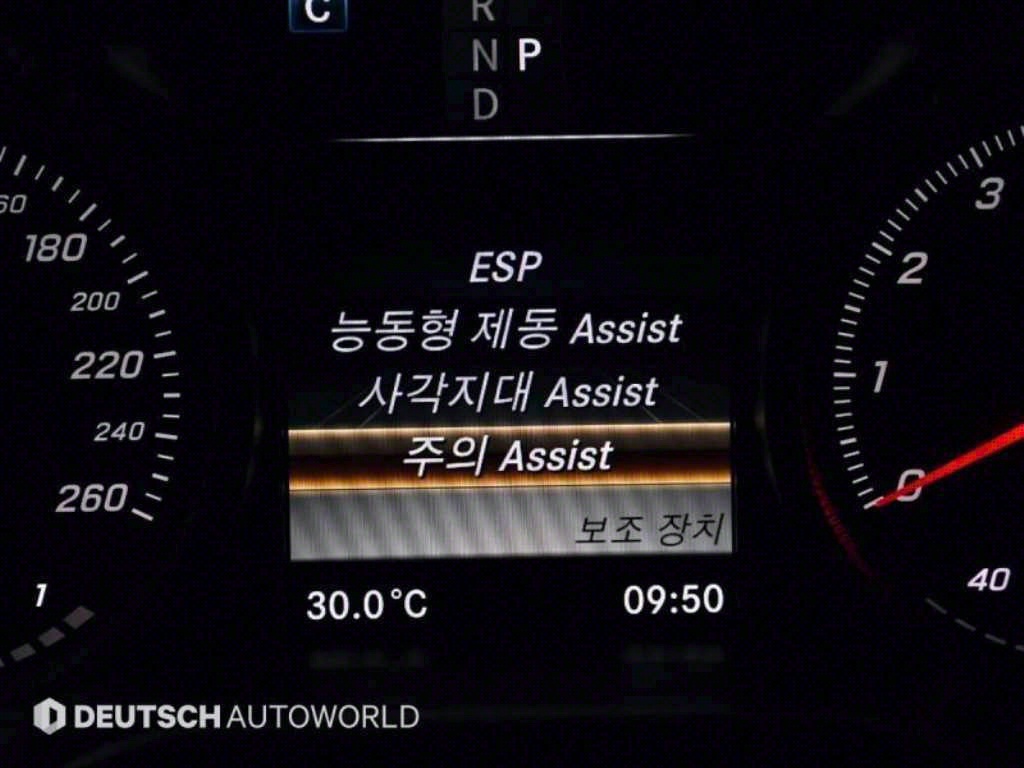 C
R
N P
D
180
200
220
240
260
1
3
2
1
0
40
ESP
능동형 제동 Assist
사각지대 Assist
주의 Assist
보조 장치
30.0°C 09:50
DEUTSCH AUTOWORLD